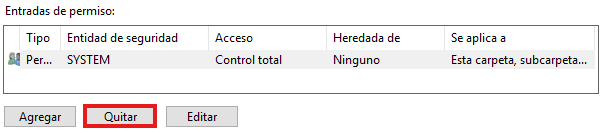 Entradas de permiso:
Tipo Entidad de seguridad Acceso Heredada de Se aplica a
Per... SYSTEM Control total Ninguno Esta carpeta, subcarpeta...
Agregar Quitar Editar